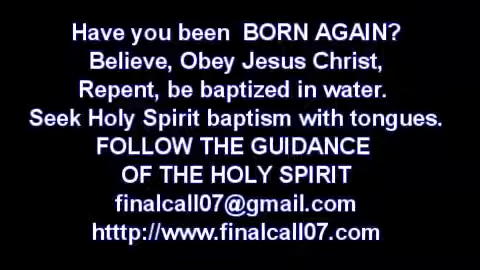 Have you been  BORN AGAIN?
Believe, Obey Jesus Christ,
Repent, be baptized in water.
Seek Holy Spirit baptism with tongues.
FOLLOW THE GUIDANCE
OF THE HOLY SPIRIT
finalcall07@gmail.com
htttp://www.finalcall07.com